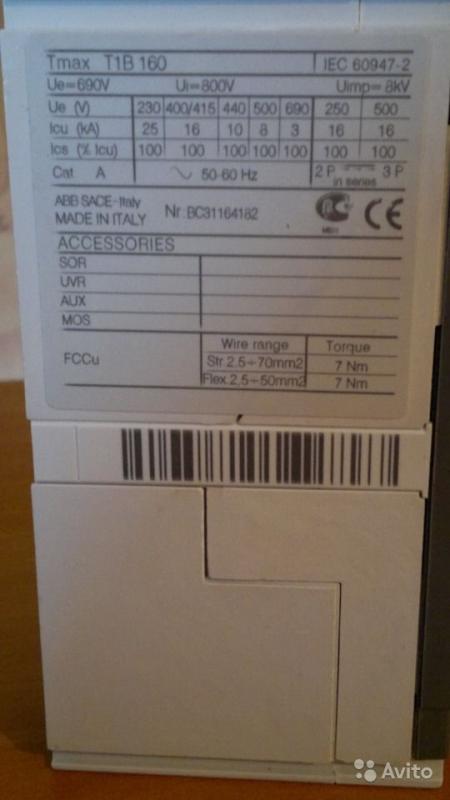 Tmax T1B 160 IEC 60947-2
Ue=690V Ui=800V Uimp=8kV
Ue (V) 230 400/415 440 500 690 250 500
Icu (kA) 25 16 10 8 3 16 16
Ics (% Icu) 100 100 100 100 100 100 100
Cat A 50-60 Hz 2 P 3 P
in series
ABB SACE-Italy
MADE IN ITALY Nr. BC31164182 CE
ACCESSORIES
SOR
UVR
AUX
MOS
Wire range Torque
FCCu Str 2.5÷70mm2 7 Nm
Flex 2,5÷50mm2 7 Nm
Avito